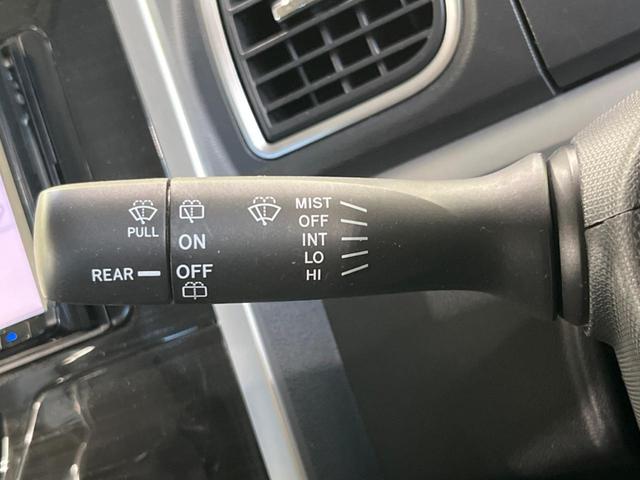 PULL
REAR
ON
OFF
MIST
OFF
INT
LO
HI